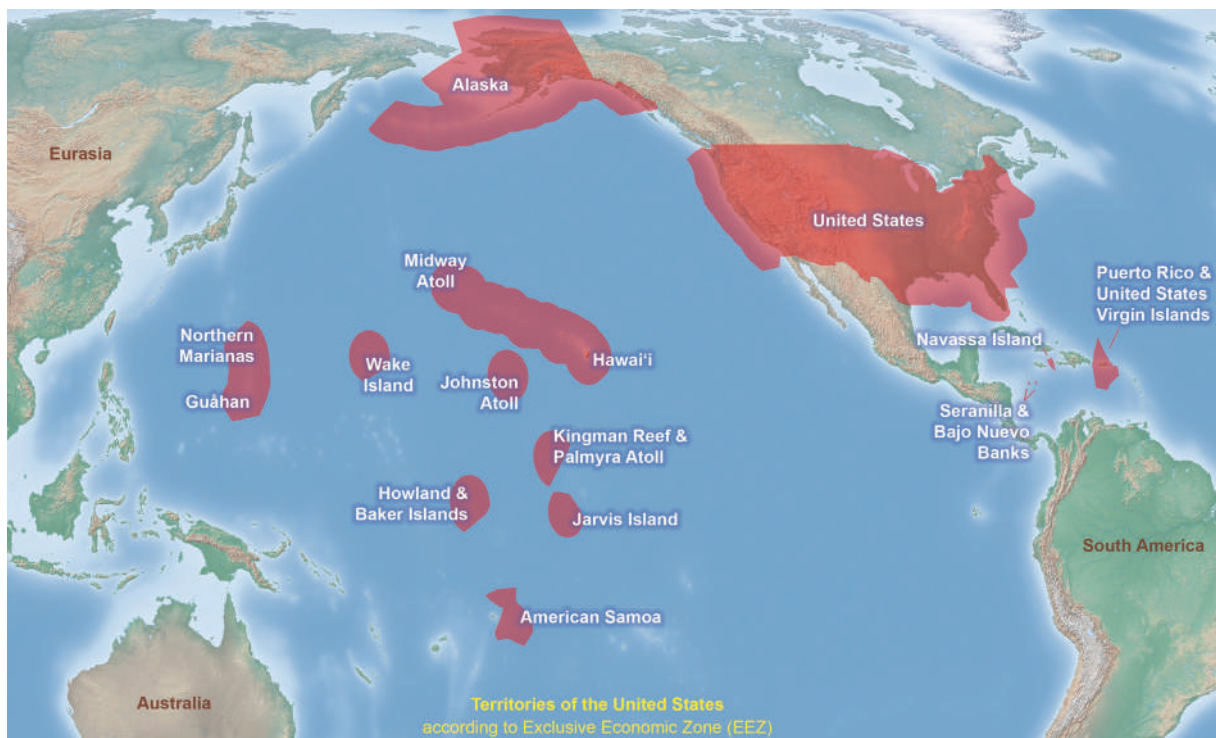 Alaska
Eurasia
United States
Midway
Atoll
Puerto Rico &
United States
Virgin Islands
Northern
Marianas
Navassa Island
Wake
Island
Hawai‘i
Johnston
Atoll
Guåhan
Seranilla &
Bajo Nuevo
Banks
Kingman Reef &
Palmyra Atoll
Howland &
Baker Islands
Jarvis Island
South America
American Samoa
Australia
Territories of the United States
according to Exclusive Economic Zone (EEZ)